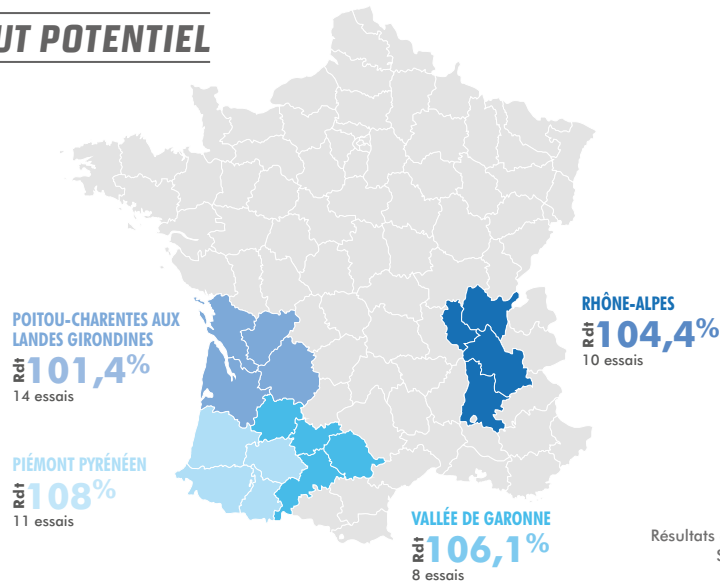 UT POTENTIEL
POITOU-CHARENTES AUX
LANDES GIRONDINES
Rdt 101,4%
14 essais
PIÉMONT PYRÉNÉEN
Rdt 108%
11 essais
RHÔNE-ALPES
Rdt 104,4%
10 essais
VALLÉE DE GARONNE
Rdt 106,1%
8 essais
Résultats
S